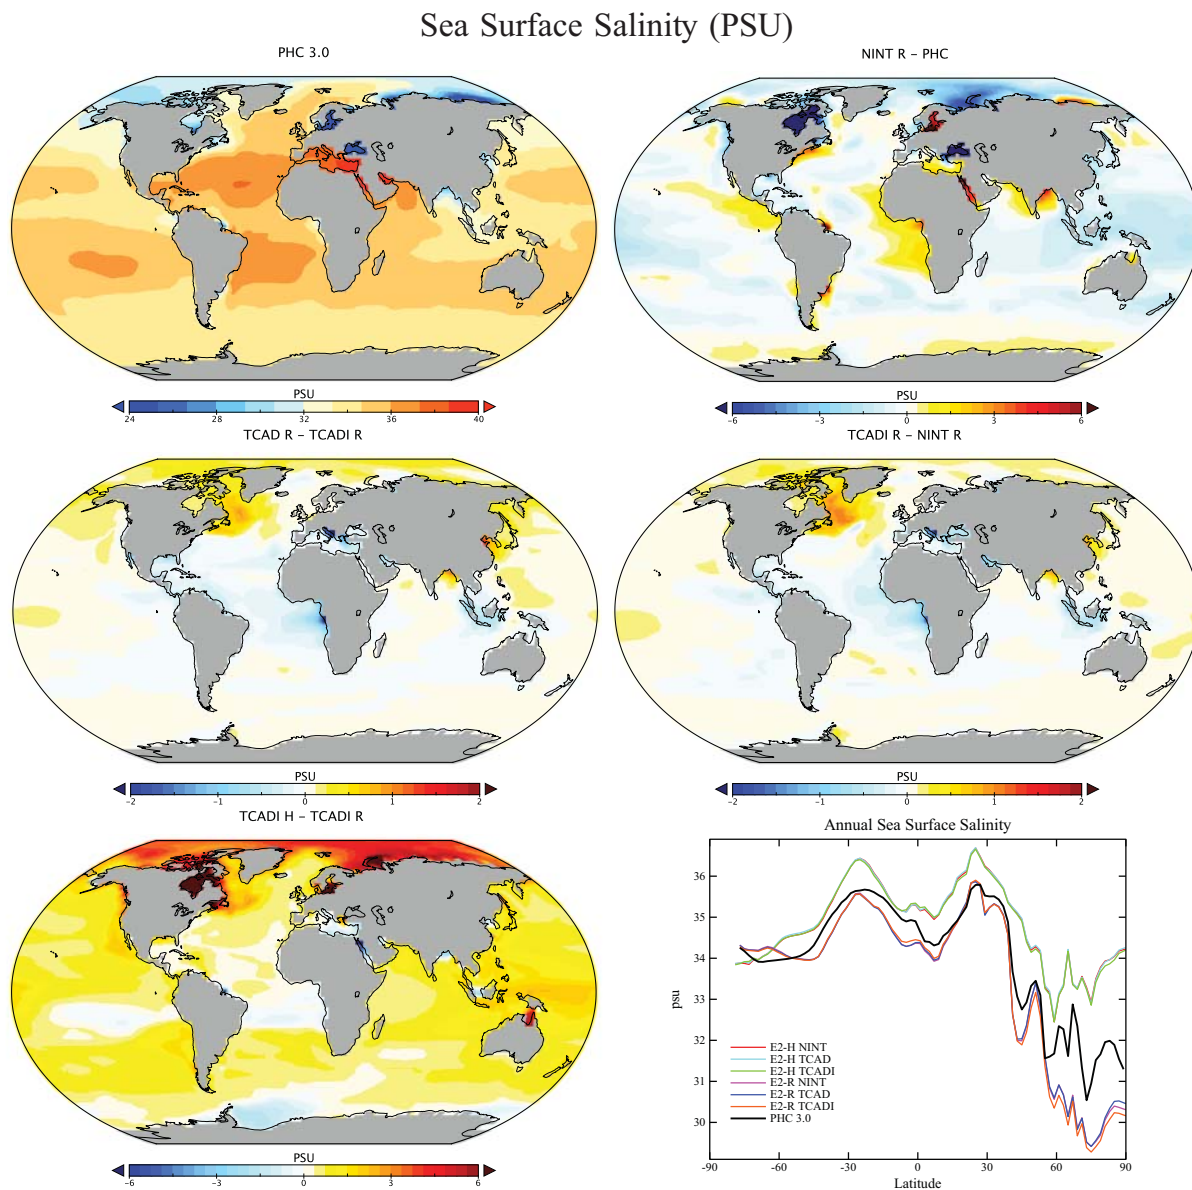 Sea Surface Salinity (PSU)
PHC 3.0
NINT R – PHC
PSU
24 28 32 36 40
PSU
-6 -3 0 3 6
TCAD R – TCADI R
TCADI R – NINT R
PSU
-2 -1 0 1 2
PSU
-2 -1 0 1 2
TCADI H – TCADI R
PSU
-6 -3 0 3 6
Annual Sea Surface Salinity
36
35
34
33
32
31
30
psu
E2-H NINT
E2-H TCAD
E2-H TCADI
E2-R NINT
E2-R TCAD
E2-R TCADI
PHC 3.0
-90 -60 -30 0 30 60 90
Latitude